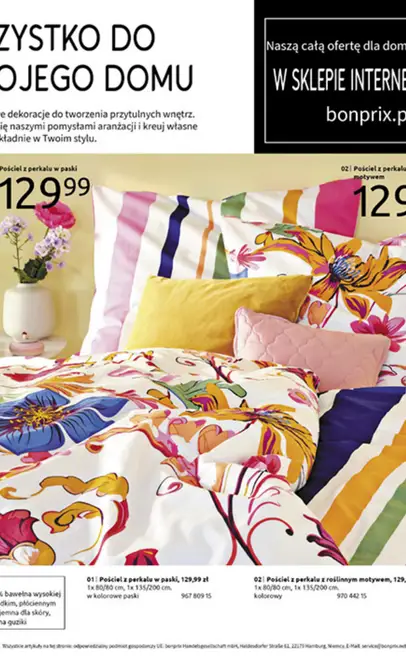 ZYSTKO DO
OJEGO DOMU
e dekoracje do tworzenia przytulnych wnętrz.
ię naszymi pomysłami aranżacji i kreuj własne
kładnie w Twoim stylu.
Naszą całą ofertę dla dom
W SKLEPIE INTERNE
bonprix.p
Pościel z perkalu w paski
129⁹⁹
02 | Pościel z perkalu
motywem
129
% bawełna wysokiej
dkim, płóciennym
jemna dla skóry,
na guziki
01 | Pościel z perkalu w paski, 129,99 zł
1x 80/80 cm, 1x 135/200 cm.
w kolorowe paski 967 809 15
02 | Pościel z perkalu z roślinnym motywem, 129,
1x 80/80 cm, 1x 135/200 cm.
kolorowy 970 442 15
Wszystkie artykuły na tej stronie: odpowiedzialny podmiot gospodarczy UE: bonprix Handelsgesellschaft mbH, Haldesdorfer Straße 61, 22179 Hamburg, Niemcy, E-Mail: service@bonprix.net